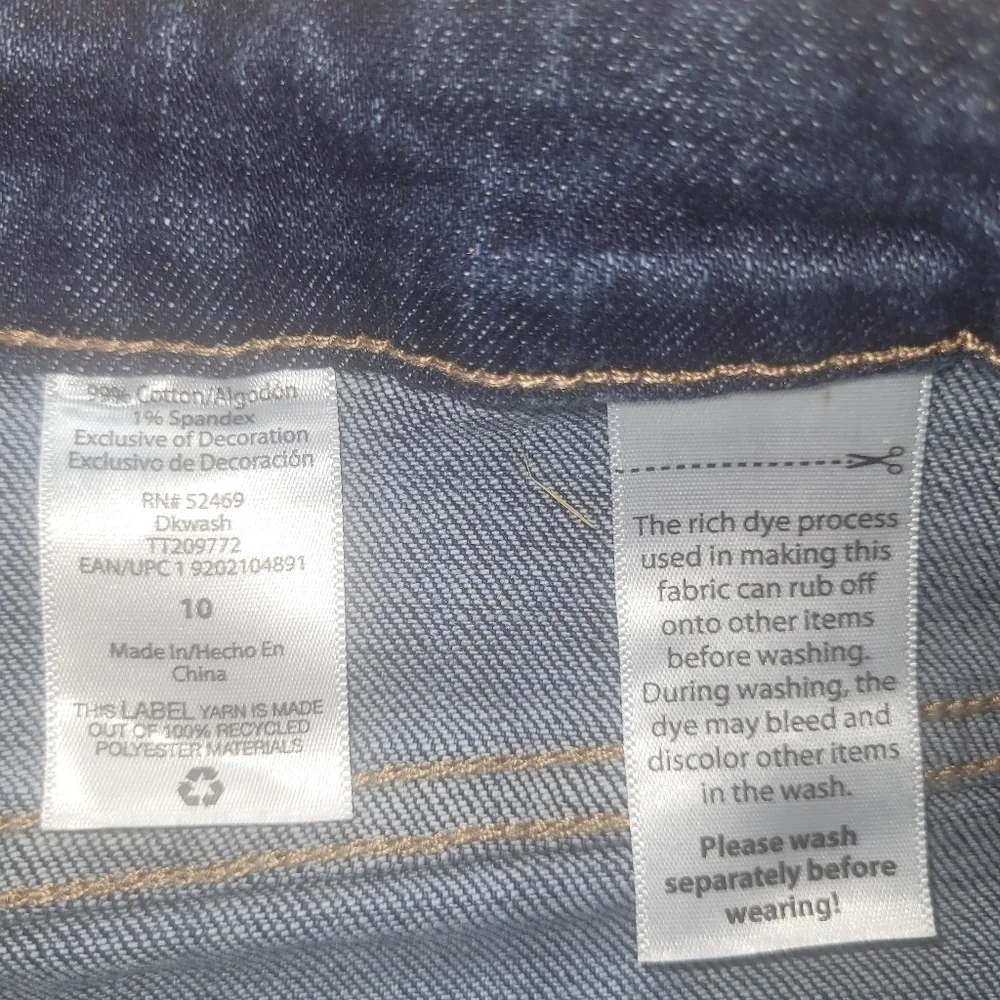 99% Cotton/Algodón
1% Spandex
Exclusive of Decoration
Exclusivo de Decoración
RN# 52469
Dkwash
TT209772
EAN/UPC 1 9202104891
10
Made In/Hecho En
China
THIS LABEL YARN IS MADE
OUT OF 100% RECYCLED
POLYESTER MATERIALS
The rich dye process
used in making this
fabric can rub off
onto other items
before washing.
During washing, the
dye may bleed and
discolor other items
in the wash.
Please wash
separately before
wearing!